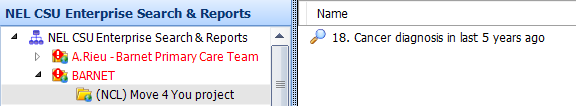 NEL CSU Enterprise Search & Reports
NEL CSU Enterprise Search & Reports
A.Rieu - Barnet Primary Care Team
BARNET
(NCL) Move 4 You project
Name
18. Cancer diagnosis in last 5 years ago